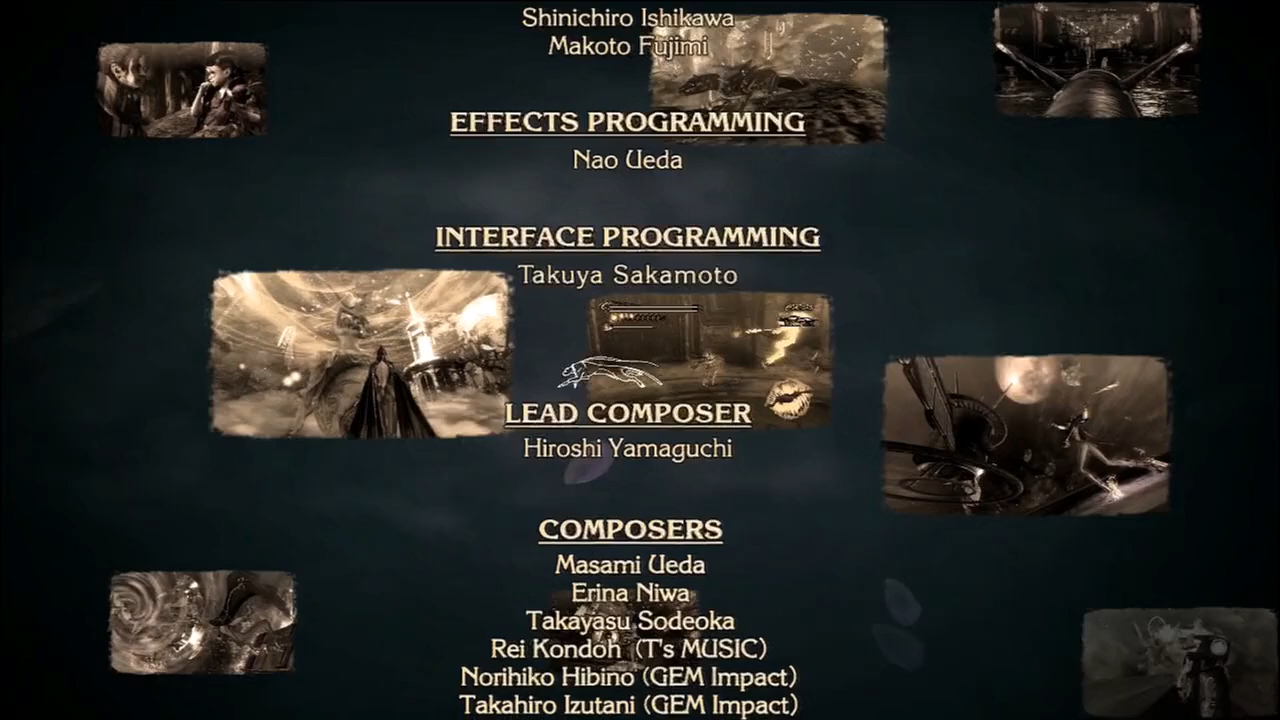 Shinichiro Ishikawa
Makoto Fujimi
EFFECTS PROGRAMMING
Nao Ueda
INTERFACE PROGRAMMING
Takuya Sakamoto
LEAD COMPOSER
Hiroshi Yamaguchi
COMPOSERS
Masami Ueda
Erina Niwa
Takayasu Sodeoka
Rei Kondoh (T's MUSIC)
Norihiko Hibino (GEM Impact)
Takahiro Izutani (GEM Impact)